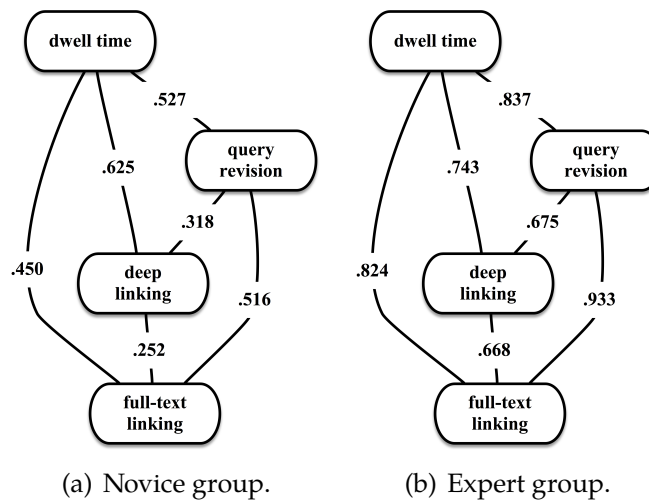 dwell time
.527
query
revision
.625
.318
.450
deep
linking
.516
.252
full-text
linking
(a) Novice group.
dwell time
.837
query
revision
.743
.675
.824
deep
linking
.933
.668
full-text
linking
(b) Expert group.